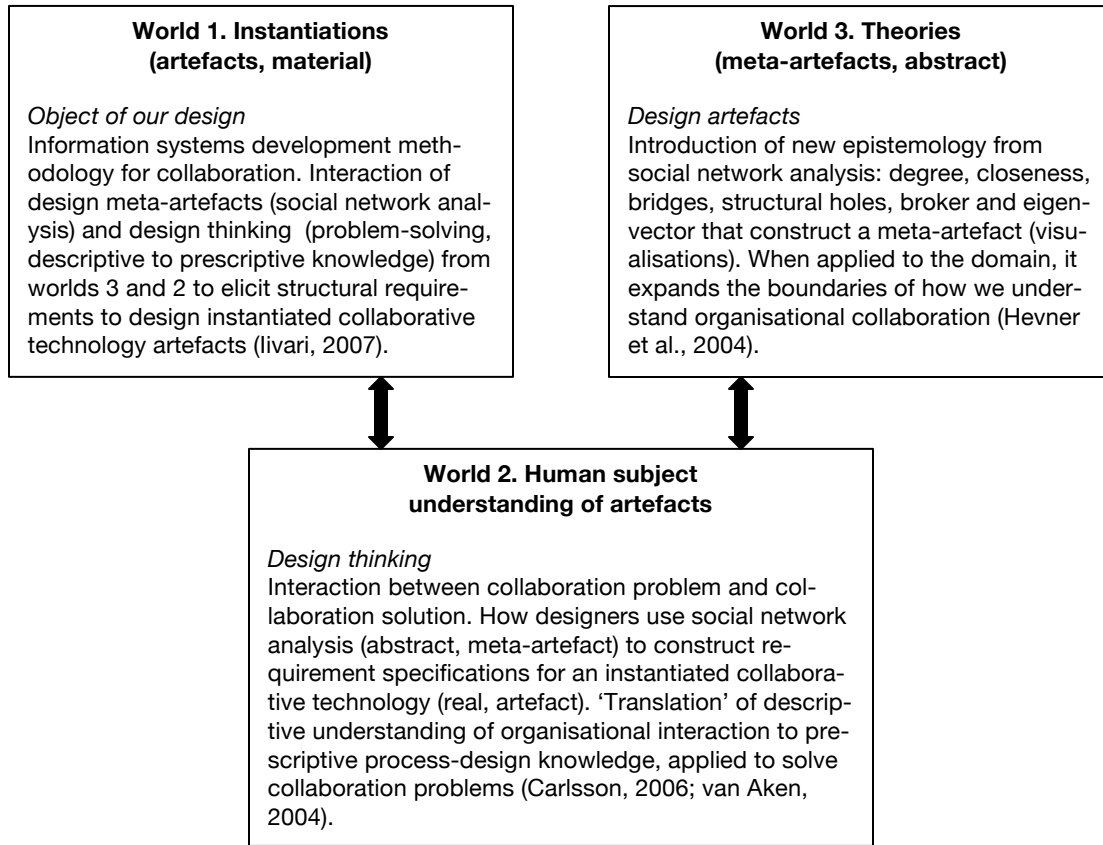 World 1. Instantiations
(artefacts, material)
Object of our design
Information systems development meth-
odology for collaboration. Interaction of
design meta-artefacts (social network anal-
ysis) and design thinking (problem-solving,
descriptive to prescriptive knowledge) from
worlds 3 and 2 to elicit structural require-
ments to design instantiated collaborative
technology artefacts (Iivari, 2007).
World 3. Theories
(meta-artefacts, abstract)
Design artefacts
Introduction of new epistemology from
social network analysis: degree, closeness,
bridges, structural holes, broker and eigen-
vector that construct a meta-artefact (visu-
alisations). When applied to the domain, it
expands the boundaries of how we under-
stand organisational collaboration (Hevner
et al., 2004).
World 2. Human subject
understanding of artefacts
Design thinking
Interaction between collaboration problem and col-
laboration solution. How designers use social network
analysis (abstract, meta-artefact) to construct re-
quirement specifications for an instantiated collabora-
tive technology (real, artefact). ‘Translation’ of descrip-
tive understanding of organisational interaction to pre-
scriptive process-design knowledge, applied to solve
collaboration problems (Carlsson, 2006; van Aken,
2004).